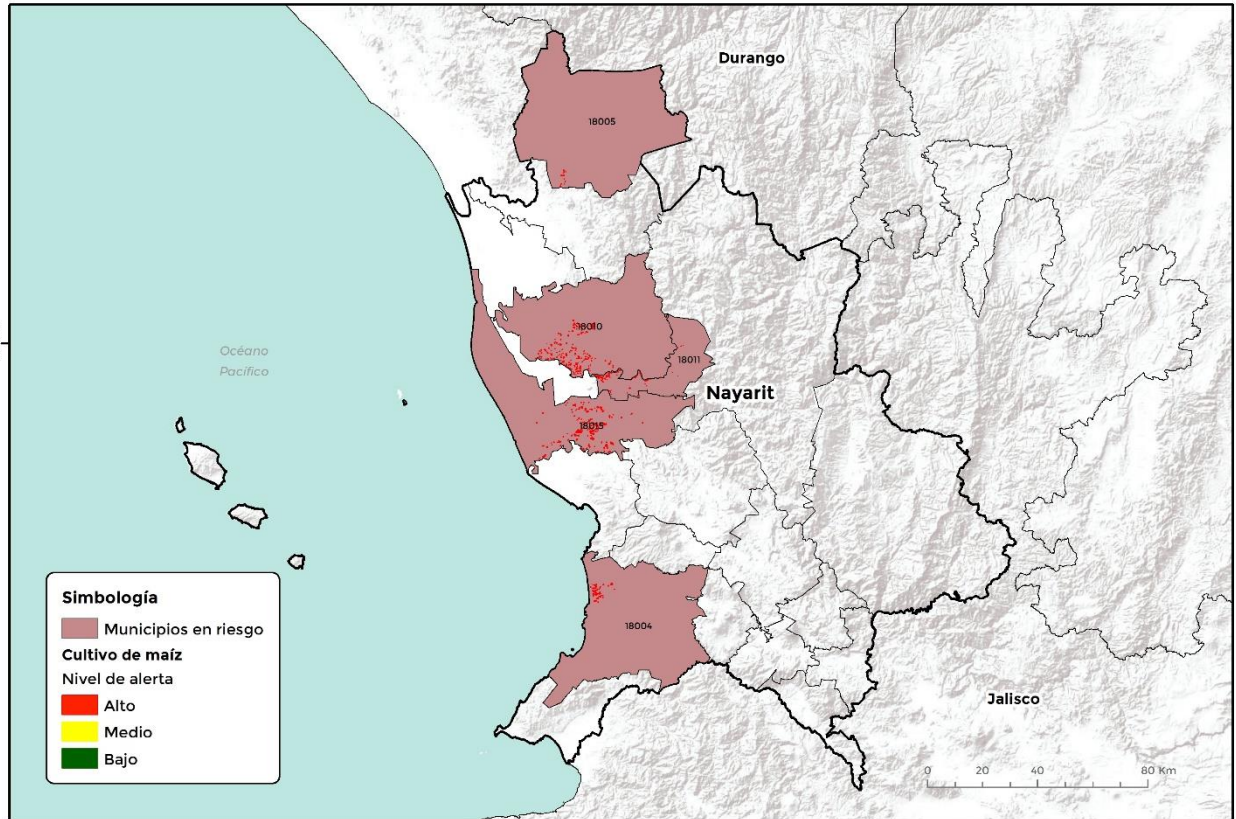 Durango
18005
18010
18011
Océano
Pacífico
Nayarit
18015
Simbología
Municipios en riesgo
Cultivo de maíz
Nivel de alerta
Alto
Medio
Bajo
18004
Jalisco
0 20 40 80 Km